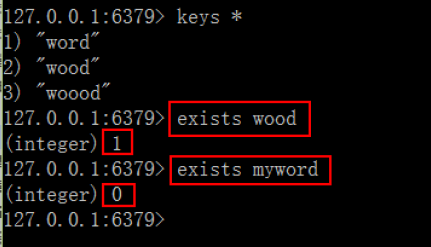 127.0.0.1:6379> keys *
1) "word"
2) "wood"
3) "woood"
127.0.0.1:6379> exists wood
(integer) 1
127.0.0.1:6379> exists myword
(integer) 0
127.0.0.1:6379>